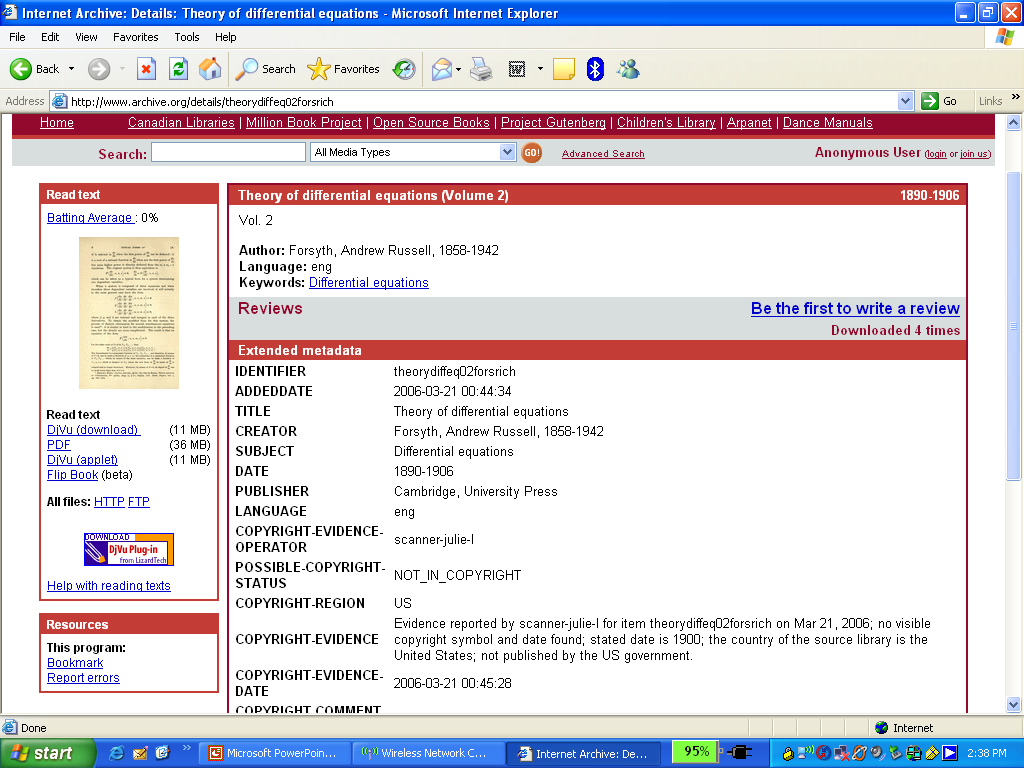 Internet Archive: Details: Theory of differential equations - Microsoft Internet Explorer
File Edit View Favorites Tools Help
Back Search Favorites
Address http://www.archive.org/details/theorydiffeq02forsrich Go Links »
Home Canadian Libraries | Million Book Project | Open Source Books | Project Gutenberg | Children's Library | Arpanet | Dance Manuals
Search: All Media Types GO! Advanced Search Anonymous User (login or join us)
Read text
Batting Average : 0%
Read text
DjVu (download) (11 MB)
PDF (36 MB)
DjVu (applet) (11 MB)
Flip Book (beta)
All files: HTTP FTP
DOWNLOAD
DjVu Plug-in
from LizardTech
Help with reading texts
Resources
This program:
Bookmark
Report errors
Theory of differential equations (Volume 2) 1890-1906
Vol. 2
Author: Forsyth, Andrew Russell, 1858-1942
Language: eng
Keywords: Differential equations
Reviews Be the first to write a review
Downloaded 4 times
Extended metadata
IDENTIFIER theorydiffeq02forsrich
ADDEDDATE 2006-03-21 00:44:34
TITLE Theory of differential equations
CREATOR Forsyth, Andrew Russell, 1858-1942
SUBJECT Differential equations
DATE 1890-1906
PUBLISHER Cambridge, University Press
LANGUAGE eng
COPYRIGHT-EVIDENCE-
OPERATOR scanner-julie-l
POSSIBLE-COPYRIGHT-
STATUS NOT_IN_COPYRIGHT
COPYRIGHT-REGION US
COPYRIGHT-EVIDENCE Evidence reported by scanner-julie-l for item theorydiffeq02forsrich on Mar 21, 2006; no visible
copyright symbol and date found; stated date is 1900; the country of the source library is the
United States; not published by the US government.
COPYRIGHT-EVIDENCE-
DATE 2006-03-21 00:45:28
COPYRIGHT-COMMENT
Done Internet
start » Microsoft PowerPoin... Wireless Network C... Internet Archive: De... 95% 2:38 PM